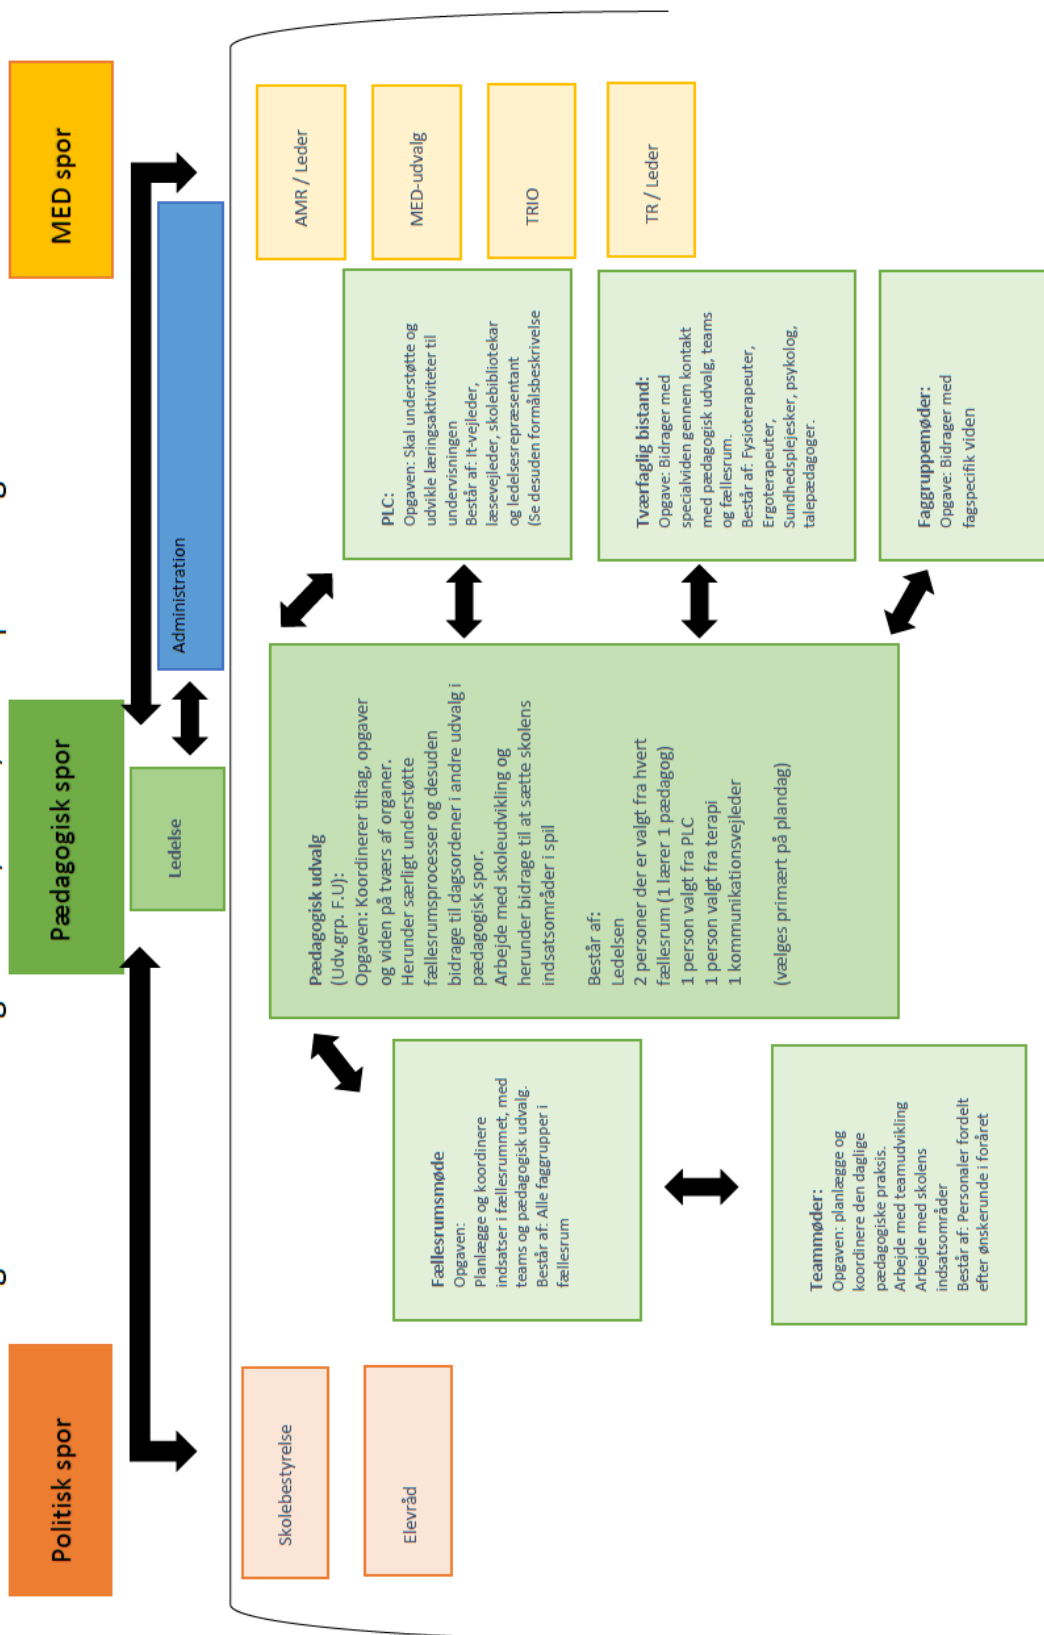 Politisk spor
Pædagogisk spor
MED spor
Ledelse
Administration
Skolebestyrelse
Elevråd
Fællesrumsmøde
Opgaven:
Planlægge og koordinere
indsatser i fællesrummet, med
teams og pædagogisk udvalg.
Består af: Alle faggrupper i
fællesrum
Teammøder:
Opgaven: planlægge og
koordinere den daglige
pædagogiske praksis.
Arbejde med teamudvikling
Arbejde med skolens
indsatsområder
Består af: Personaler fordelt
efter ønskerunde i foråret
Pædagogisk udvalg
(Udv.grp. F.U):
Opgaven: Koordinerer tiltag, opgaver
og viden på tværs af organer.
Herunder særligt understøtte
fællesrumsprocesser og desuden
bidrage til dagsordener i andre udvalg i
pædagogisk spor.
Arbejde med skoleudvikling og
herunder bidrage til at sætte skolens
indsatsområder i spil
Består af:
Ledelsen
2 personer der er valgt fra hvert
fællesrum (1 lærer 1 pædagog)
1 person valgt fra PLC
1 person valgt fra terapi
1 kommunikationsvejleder
(vælges primært på plandag)
PLC:
Opgaven: Skal understøtte og
udvikle læringsaktiviteter til
undervisningen
Består af: It-vejleder,
læsevejleder, skolebibliotekar
og ledelsesrepræsentant
(Se desuden formålsbeskrivelse
Tværfaglig bistand:
Opgave: Bidrager med
specialviden gennem kontakt
med pædagogisk udvalg, teams
og fællesrum.
Består af: Fysioterapeuter,
Ergoterapeuter,
Sundhedsplejesker, psykolog,
talepædagoger.
Faggruppemøder:
Opgave: Bidrager med
fagspecifik viden
AMR / Leder
MED-udvalg
TRIO
TR / Leder